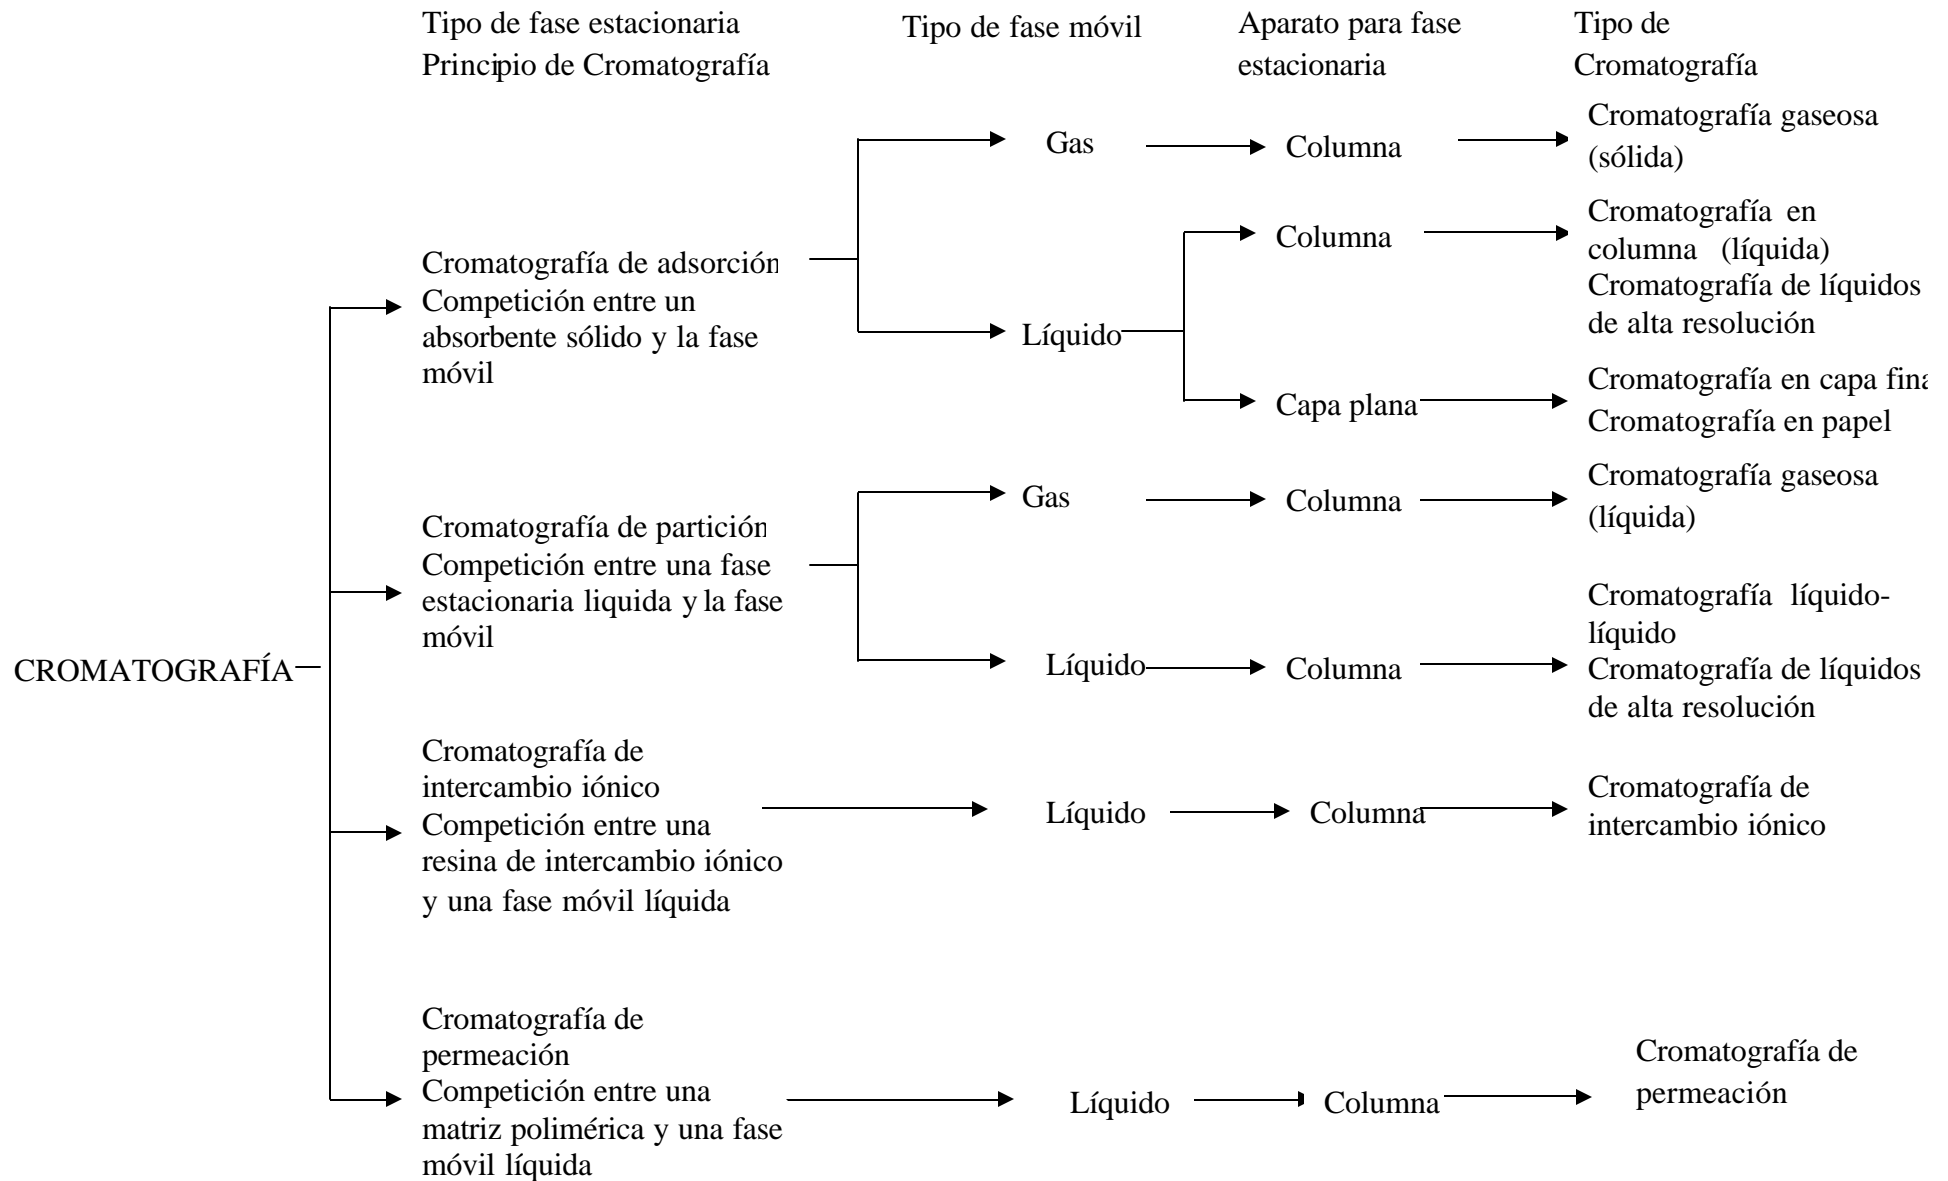 Tipo de fase estacionaria
Principio de Cromatografía
Tipo de fase móvil
Aparato para fase
estacionaria
Tipo de
Cromatografía
CROMATOGRAFÍA
Cromatografía de adsorción
Competición entre un
absorbente sólido y la fase
móvil
Gas
Columna
Cromatografía gaseosa
(sólida)
Líquido
Columna
Cromatografía en
columna (líquida)
Cromatografía de líquidos
de alta resolución
Capa plana
Cromatografía en capa fina
Cromatografía en papel
Cromatografía de partición
Competición entre una fase
estacionaria liquida y la fase
móvil
Gas
Columna
Cromatografía gaseosa
(líquida)
Líquido
Columna
Cromatografía líquido-
líquido
Cromatografía de líquidos
de alta resolución
Cromatografía de
intercambio iónico
Competición entre una
resina de intercambio iónico
y una fase móvil líquida
Líquido
Columna
Cromatografía de
intercambio iónico
Cromatografía de
permeación
Competición entre una
matriz polimérica y una fase
móvil líquida
Líquido
Columna
Cromatografía de
permeación